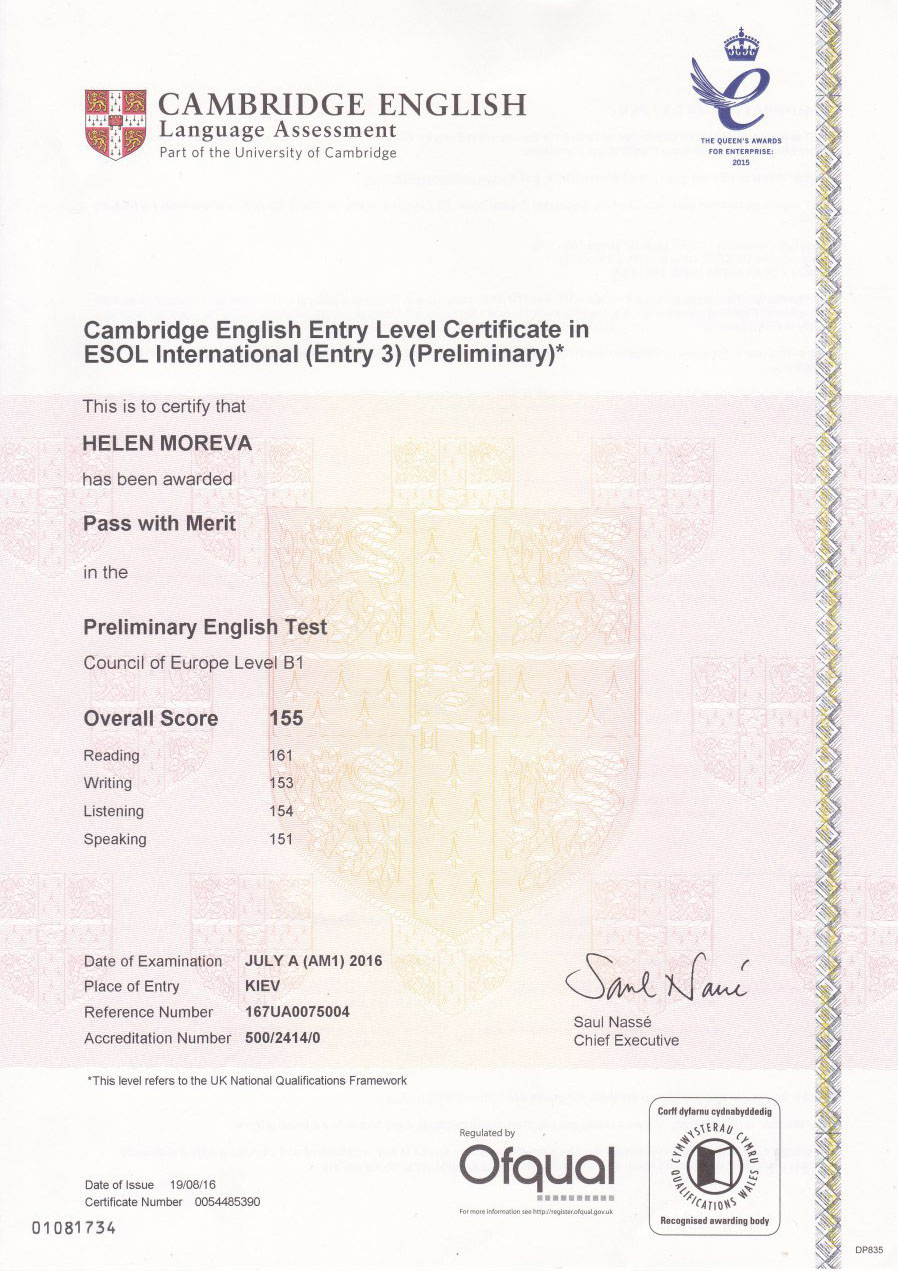 CAMBRIDGE ENGLISH
Language Assessment
Part of the University of Cambridge
THE QUEEN'S AWARDS
FOR ENTERPRISE:
2015
Cambridge English Entry Level Certificate in
ESOL International (Entry 3) (Preliminary)*
This is to certify that
HELEN MOREVA
has been awarded
Pass with Merit
in the
Preliminary English Test
Council of Europe Level B1
Overall Score 155
Reading 161
Writing 153
Listening 154
Speaking 151
Date of Examination JULY A (AM1) 2016
Place of Entry KIEV
Reference Number 167UA0075004
Accreditation Number 500/2414/0
Saul Nassé
Saul Nassé
Chief Executive
*This level refers to the UK National Qualifications Framework
Regulated by
Ofqual
For more information see http://register.ofqual.gov.uk
Corff dyfarnu cydnabyddedig
CYMWYSTERAU CYMRU
QUALIFICATIONS WALES
Recognised awarding body
Date of Issue 19/08/16
Certificate Number 0054485390
01081734
DP835